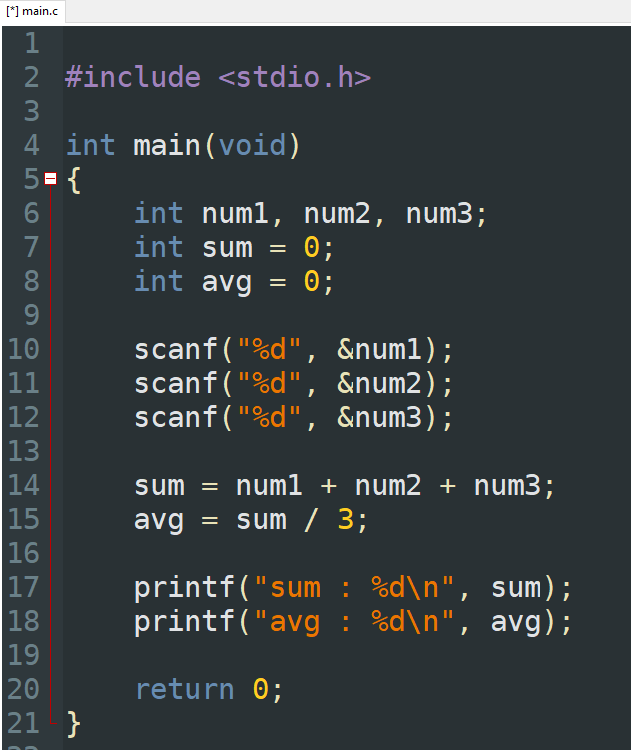 [*] main.c
1
2 #include <stdio.h>
3
4 int main(void)
5 {
6     int num1, num2, num3;
7     int sum = 0;
8     int avg = 0;
9
10     scanf("%d", &num1);
11     scanf("%d", &num2);
12     scanf("%d", &num3);
13
14     sum = num1 + num2 + num3;
15     avg = sum / 3;
16
17     printf("sum : %d\n", sum);
18     printf("avg : %d\n", avg);
19
20     return 0;
21 }